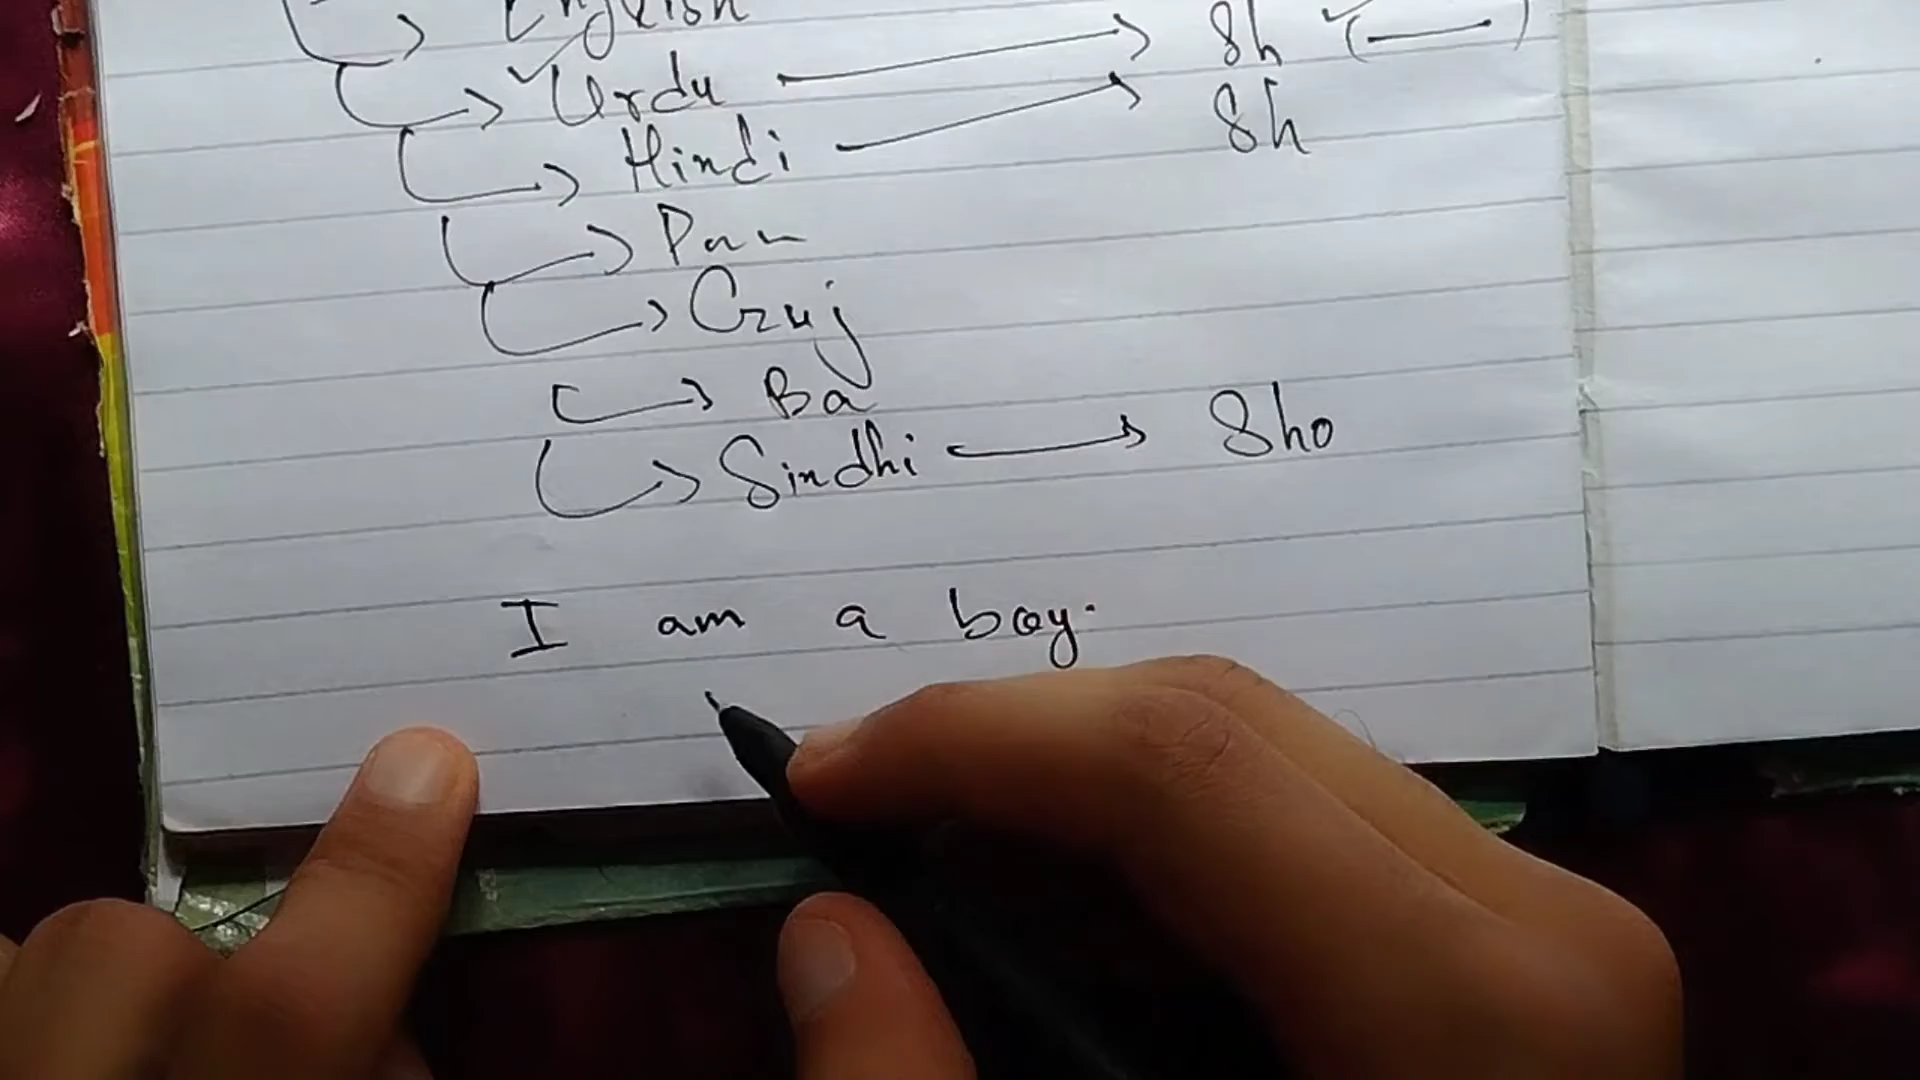 English
Urdu → 8h ✓(—)
Hindi → 8h
Pan
Guj
Ba
Sindhi → 8ho
I am a boy.